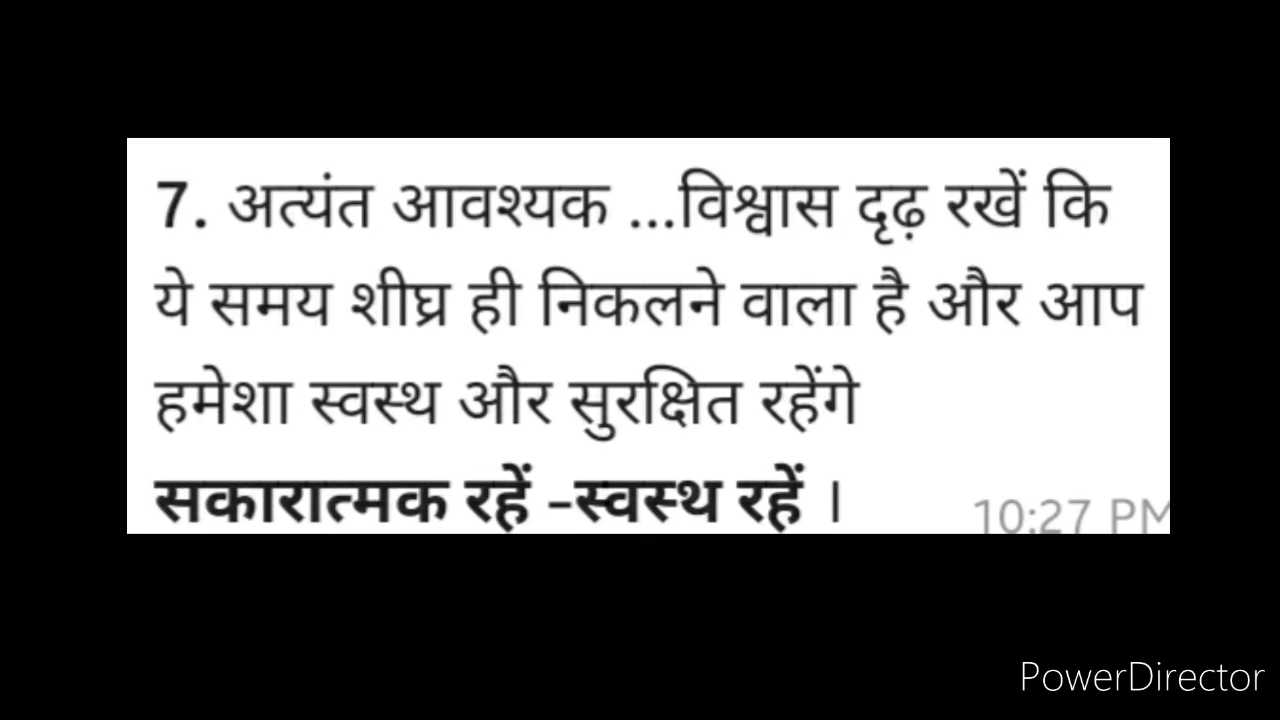 7. अत्यंत आवश्यक ...विश्वास दृढ़ रखें कि
ये समय शीघ्र ही निकलने वाला है और आप
हमेशा स्वस्थ और सुरक्षित रहेंगे
सकारात्मक रहें -स्वस्थ रहें ।
10:27 PM
PowerDirector